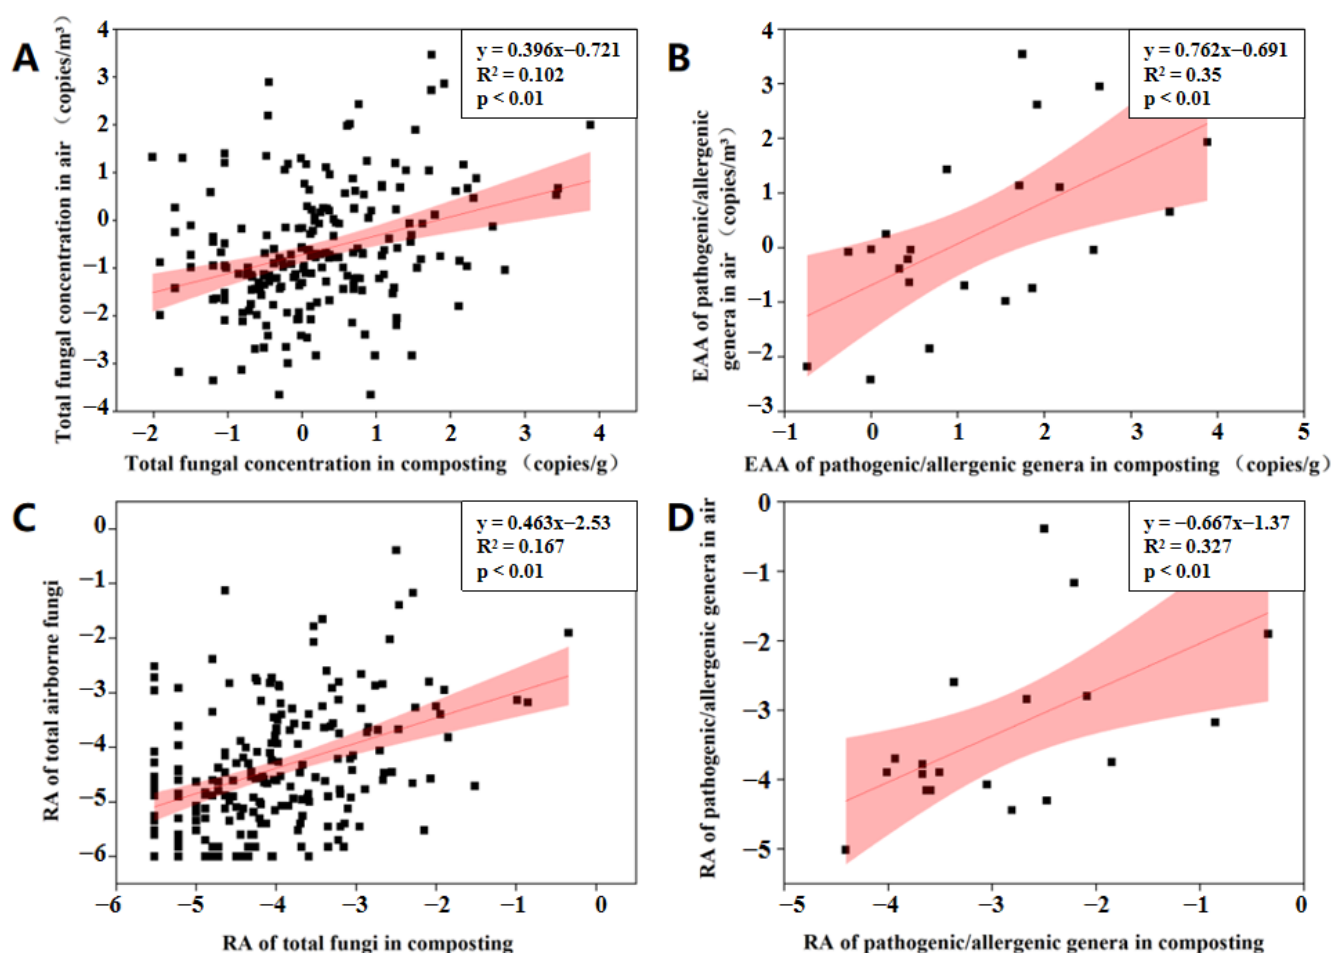 A
Total fungal concentration in air （copies/m³）
4
3
2
1
0
−1
−2
−3
−4
y = 0.396x−0.721
R² = 0.102
p < 0.01
−2
−1
0
1
2
3
4
Total fungal concentration in composting （copies/g）
B
EAA of pathogenic/allergenic
genera in air （copies/m³）
4
3
2
1
0
−1
−2
−3
y = 0.762x−0.691
R² = 0.35
p < 0.01
−1
0
1
2
3
4
5
EAA of pathogenic/allergenic genera in composting （copies/g）
C
RA of total airborne fungi
0
−1
−2
−3
−4
−5
−6
y = 0.463x−2.53
R² = 0.167
p < 0.01
−6
−5
−4
−3
−2
−1
0
RA of total fungi in composting
D
RA of pathogenic/allergenic genera in air
0
−1
−2
−3
−4
−5
y = −0.667x−1.37
R² = 0.327
p < 0.01
−5
−4
−3
−2
−1
0
RA of pathogenic/allergenic genera in composting